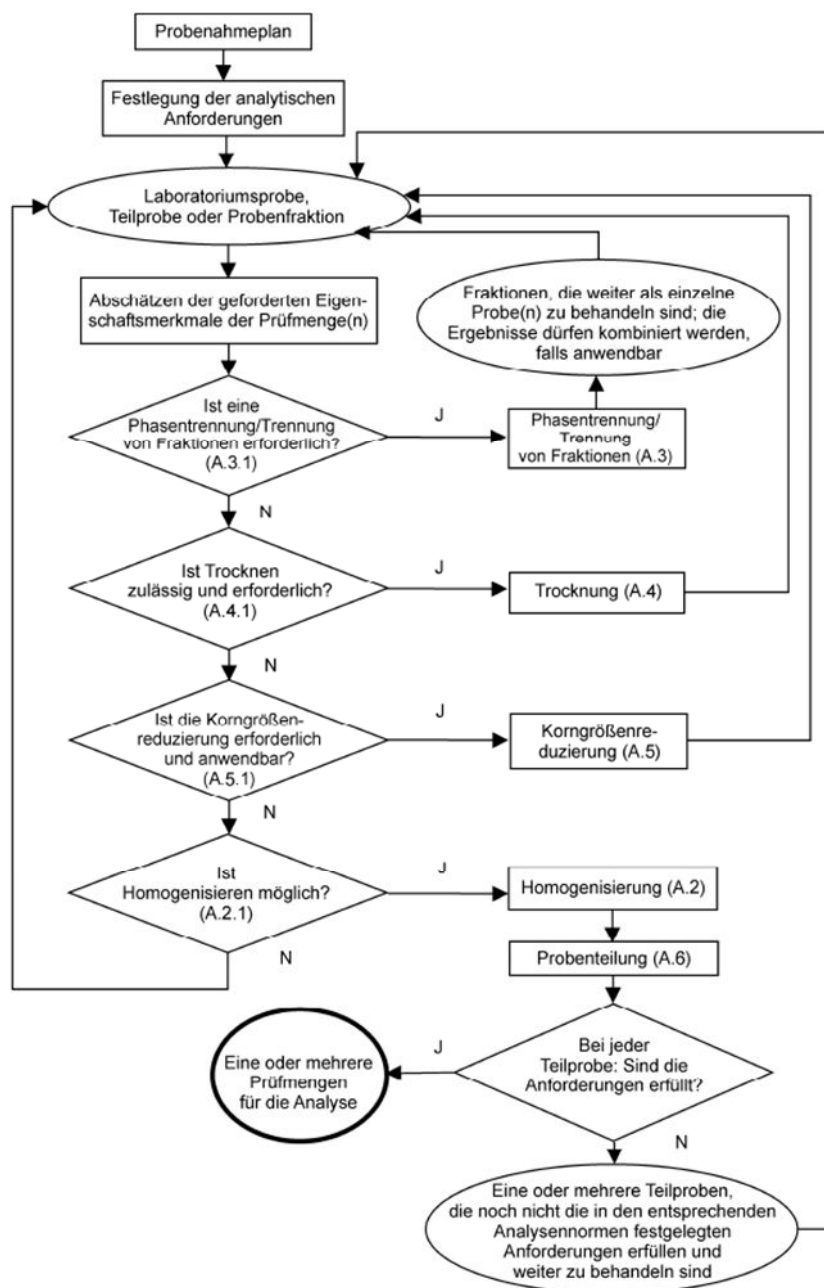 Probenahmeplan
Festlegung der analytischen
Anforderungen
Laboratoriumsprobe,
Teilprobe oder Probenfraktion
Abschätzen der geforderten Eigen-
schaftsmerkmale der Prüfmenge(n)
Fraktionen, die weiter als einzelne
Probe(n) zu behandeln sind; die
Ergebnisse dürfen kombiniert werden,
falls anwendbar
Ist eine
Phasentrennung/Trennung
von Fraktionen erforderlich?
(A.3.1)
J
Phasentrennung/
Trennung
von Fraktionen (A.3)
N
Ist Trocknen
zulässig und erforderlich?
(A.4.1)
J
Trocknung (A.4)
N
Ist die Korngrößen-
reduzierung erforderlich
und anwendbar?
(A.5.1)
J
Korngrößenre-
duzierung (A.5)
N
Ist
Homogenisieren möglich?
(A.2.1)
J
Homogenisierung (A.2)
N
Probenteilung (A.6)
Bei jeder
Teilprobe: Sind die
Anforderungen erfüllt?
J
Eine oder mehrere
Prüfmengen
für die Analyse
N
Eine oder mehrere Teilproben,
die noch nicht die in den entsprechenden
Analysennormen festgelegten
Anforderungen erfüllen und
weiter zu behandeln sind